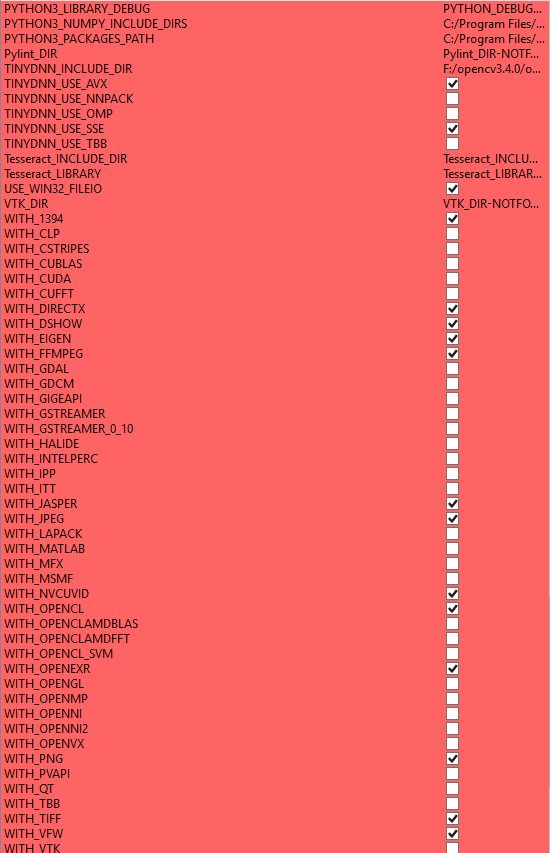 PYTHON3_LIBRARY_DEBUG PYTHON_DEBUG...
PYTHON3_NUMPY_INCLUDE_DIRS C:/Program Files/...
PYTHON3_PACKAGES_PATH C:/Program Files/...
Pylint_DIR Pylint_DIR-NOTF...
TINYDNN_INCLUDE_DIR F:/opencv3.4.0/o...
TINYDNN_USE_AVX
TINYDNN_USE_NNPACK
TINYDNN_USE_OMP
TINYDNN_USE_SSE
TINYDNN_USE_TBB
Tesseract_INCLUDE_DIR Tesseract_INCLU...
Tesseract_LIBRARY Tesseract_LIBRAR...
USE_WIN32_FILEIO
VTK_DIR VTK_DIR-NOTFO...
WITH_1394
WITH_CLP
WITH_CSTRIPES
WITH_CUBLAS
WITH_CUDA
WITH_CUFFT
WITH_DIRECTX
WITH_DSHOW
WITH_EIGEN
WITH_FFMPEG
WITH_GDAL
WITH_GDCM
WITH_GIGEAPI
WITH_GSTREAMER
WITH_GSTREAMER_0_10
WITH_HALIDE
WITH_INTELPERC
WITH_IPP
WITH_ITT
WITH_JASPER
WITH_JPEG
WITH_LAPACK
WITH_MATLAB
WITH_MFX
WITH_MSMF
WITH_NVCUVID
WITH_OPENCL
WITH_OPENCLAMDBLAS
WITH_OPENCLAMDFFT
WITH_OPENCL_SVM
WITH_OPENEXR
WITH_OPENGL
WITH_OPENMP
WITH_OPENNI
WITH_OPENNI2
WITH_OPENVX
WITH_PNG
WITH_PVAPI
WITH_QT
WITH_TBB
WITH_TIFF
WITH_VFW
WITH_VTK